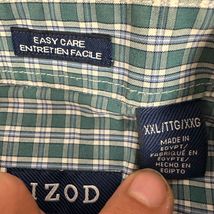 EASY CARE
ENTRETIEN FACILE
XXL/TTG/XXG
MADE IN
EGYPT/
FABRIQUÉ EN
EGYPTE/
HECHO EN
EGIPTO
IZOD